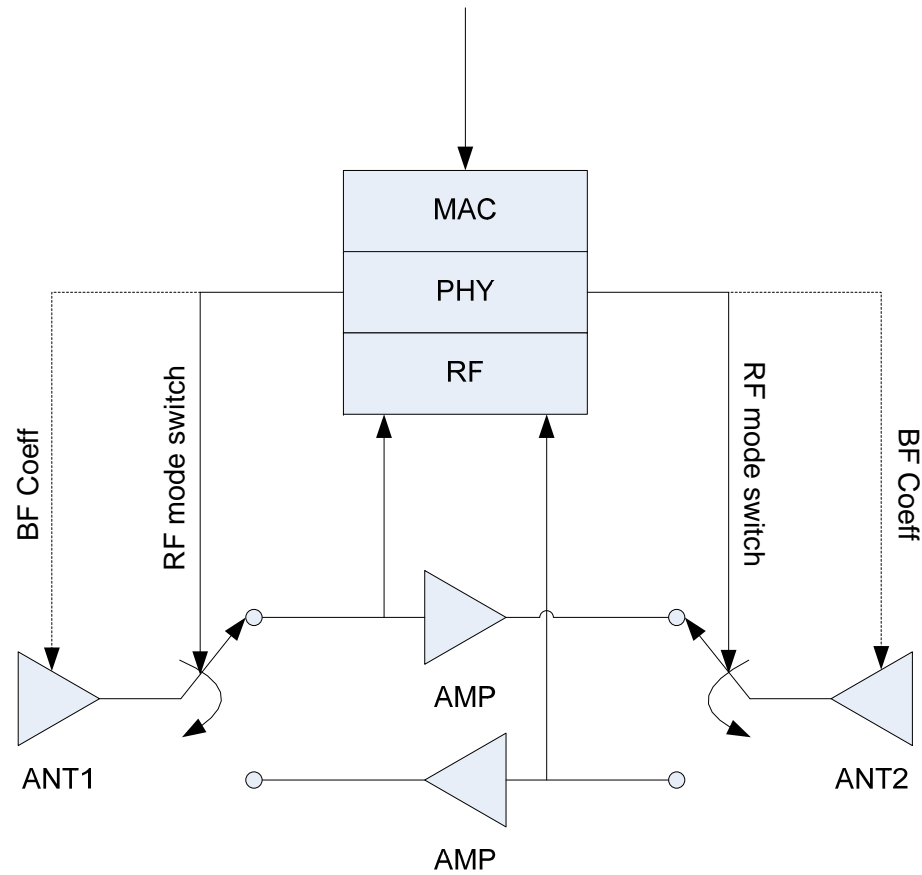 MAC
PHY
RF
BF Coeff
RF mode switch
RF mode switch
BF Coeff
AMP
ANT1
ANT2
AMP